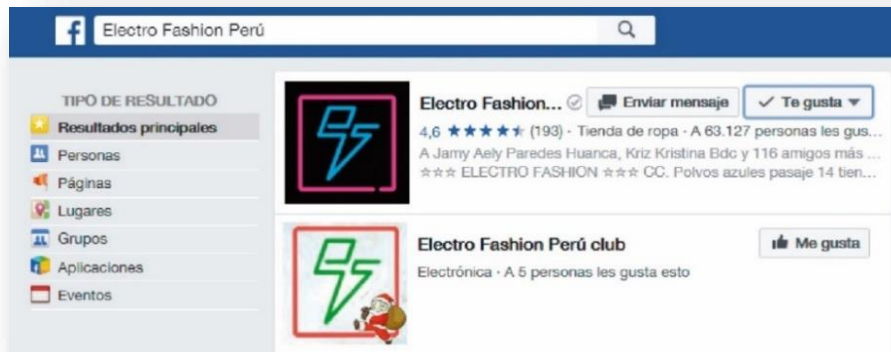 Electro Fashion Perú
TIPO DE RESULTADO
Resultados principales
Personas
Páginas
Lugares
Grupos
Aplicaciones
Eventos
Electro Fashion... Enviar mensaje Te gusta
4,6 ★★★★★ (193) · Tienda de ropa · A 63.127 personas les gus...
A Jamy Aely Paredes Huanca, Kriz Kristina Bdc y 116 amigos más ...
☆☆☆ ELECTRO FASHION ☆☆☆ CC. Polvos azules pasaje 14 tien...
Electro Fashion Perú club Me gusta
Electrónica · A 5 personas les gusta esto